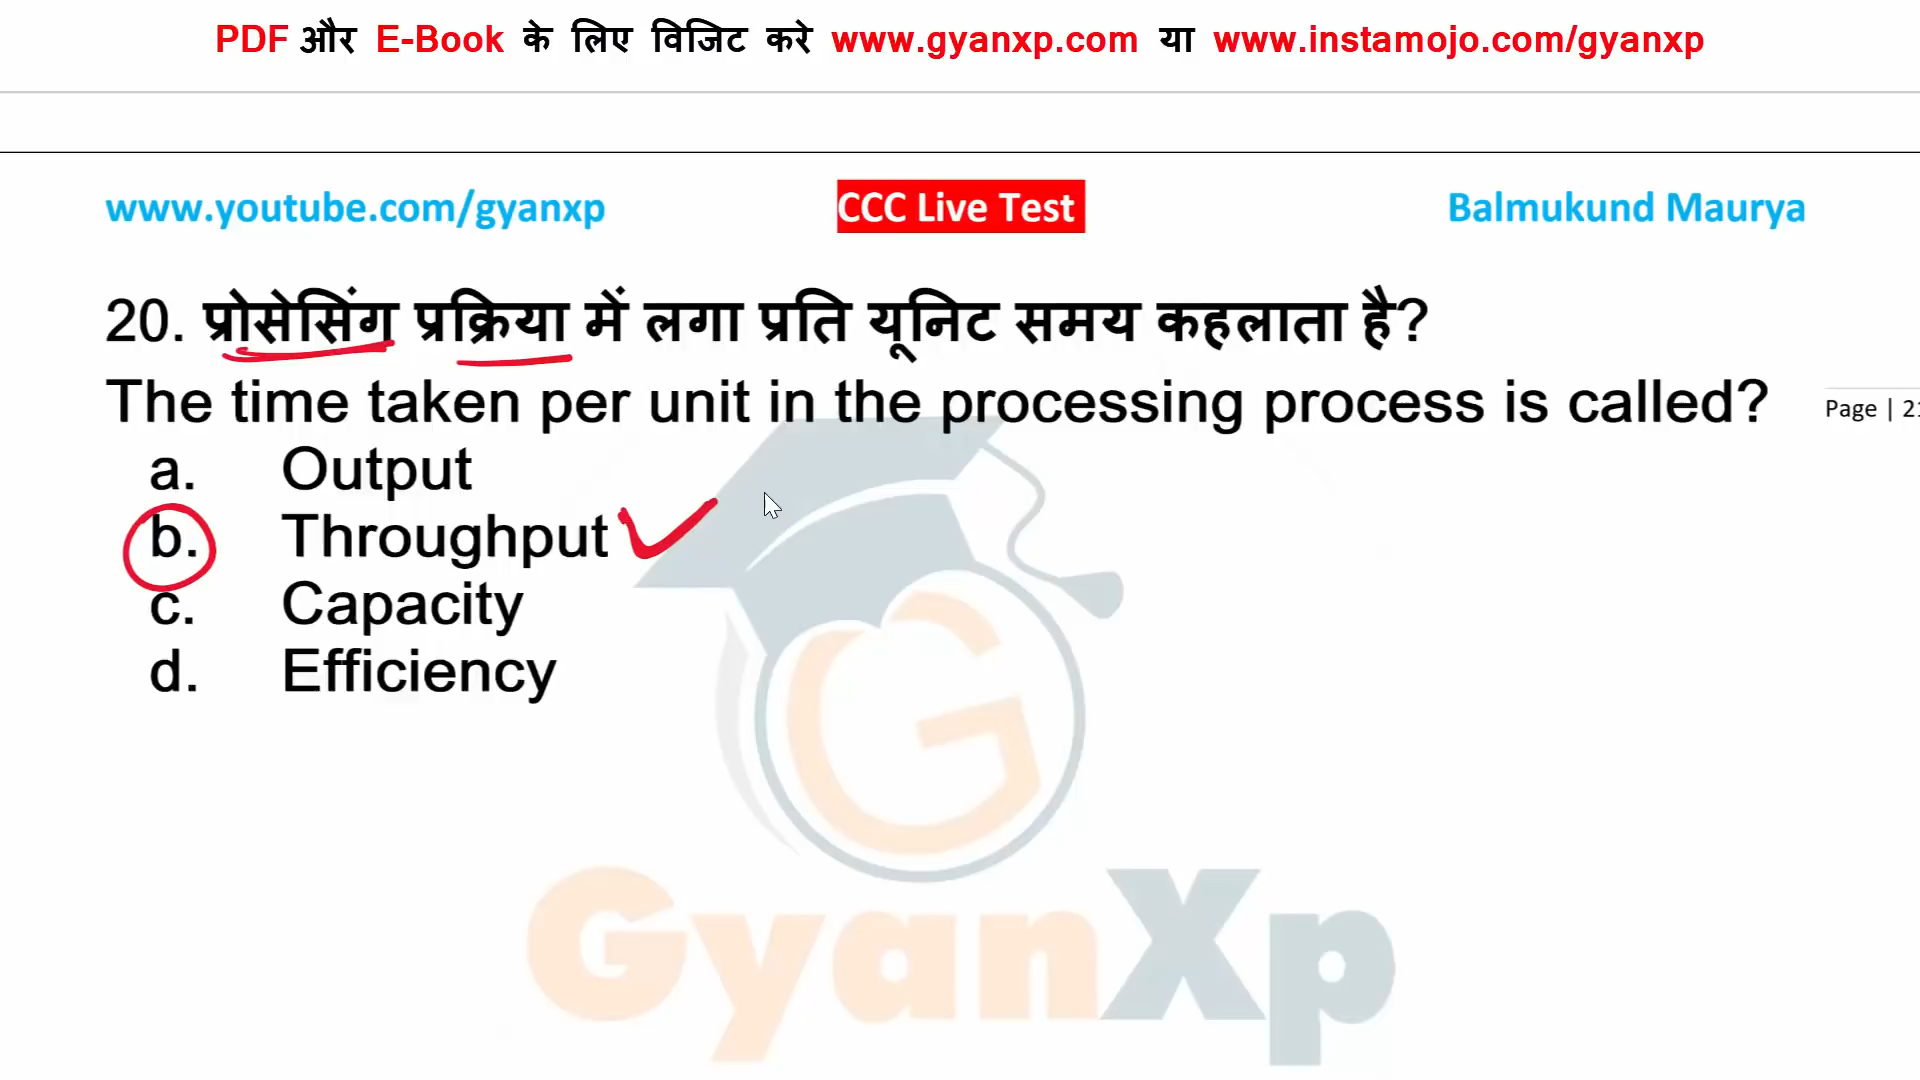 PDF और E-Book के लिए विजिट करे www.gyanxp.com या www.instamojo.com/gyanxp
www.youtube.com/gyanxp CCC Live Test Balmukund Maurya
20. प्रोसेसिंग प्रक्रिया में लगा प्रति यूनिट समय कहलाता है?
The time taken per unit in the processing process is called?
Page | 21
a. Output
b. Throughput
c. Capacity
d. Efficiency
GyanXp